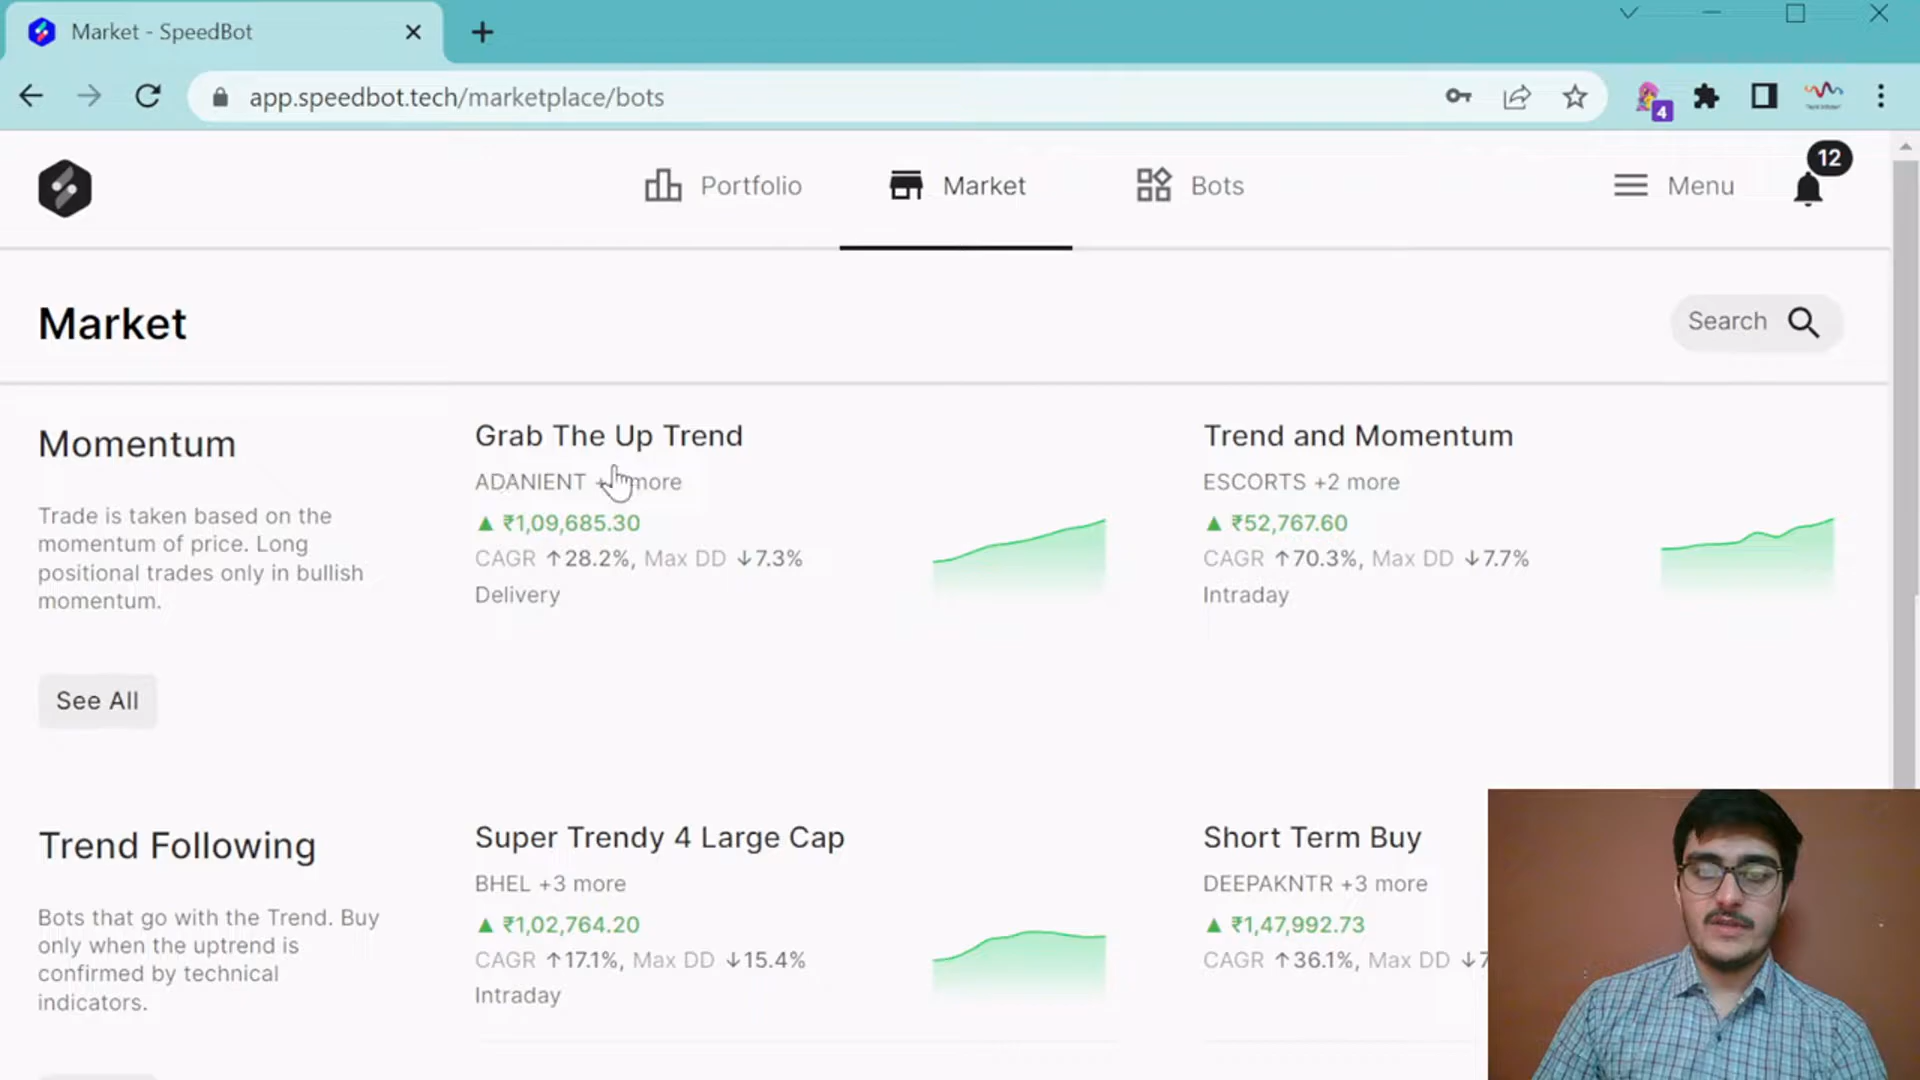 Market - SpeedBot
app.speedbot.tech/marketplace/bots
4
Portfolio
Market
Bots
Menu
12
Market
Search
Momentum
Trade is taken based on the
momentum of price. Long
positional trades only in bullish
momentum.
See All
Grab The Up Trend
ADANIENT + more
▲ ₹1,09,685.30
CAGR ↑28.2%, Max DD ↓7.3%
Delivery
Trend and Momentum
ESCORTS +2 more
▲ ₹52,767.60
CAGR ↑70.3%, Max DD ↓7.7%
Intraday
Trend Following
Bots that go with the Trend. Buy
only when the uptrend is
confirmed by technical
indicators.
Super Trendy 4 Large Cap
BHEL +3 more
▲ ₹1,02,764.20
CAGR ↑17.1%, Max DD ↓15.4%
Intraday
Short Term Buy
DEEPAKNTR +3 more
▲ ₹1,47,992.73
CAGR ↑36.1%, Max DD ↓7